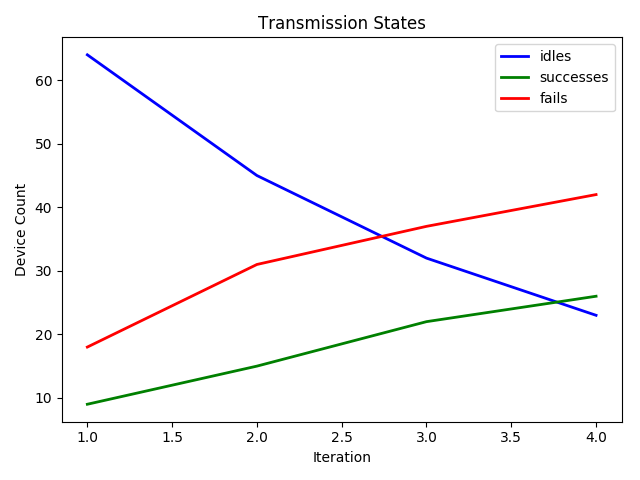 Transmission States
idles
successes
fails
Device Count
60
50
40
30
20
10
1.0 1.5 2.0 2.5 3.0 3.5 4.0
Iteration